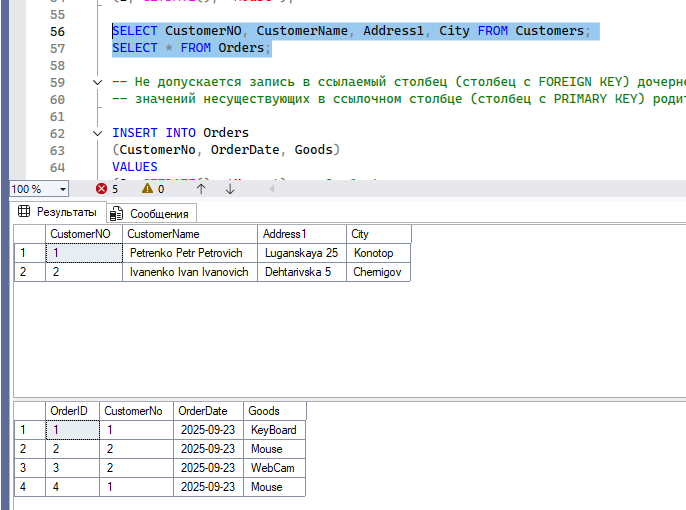 55
56 SELECT CustomerNO, CustomerName, Address1, City FROM Customers;
57 SELECT * FROM Orders;
58
59 -- Не допускается запись в ссылаемый столбец (столбец с FOREIGN KEY) дочерне
60 -- значений несуществующих в ссылочном столбце (столбец с PRIMARY KEY) родит
61
62 INSERT INTO Orders
63 (CustomerNo, OrderDate, Goods)
64 VALUES
100 % 5 0
Результаты Сообщения
CustomerNO CustomerName Address1 City
1 1 Petrenko Petr Petrovich Luganskaya 25 Konotop
2 2 Ivanenko Ivan Ivanovich Dehtarivska 5 Chernigov
OrderID CustomerNo OrderDate Goods
1 1 1 2025-09-23 KeyBoard
2 2 2 2025-09-23 Mouse
3 3 2 2025-09-23 WebCam
4 4 1 2025-09-23 Mouse